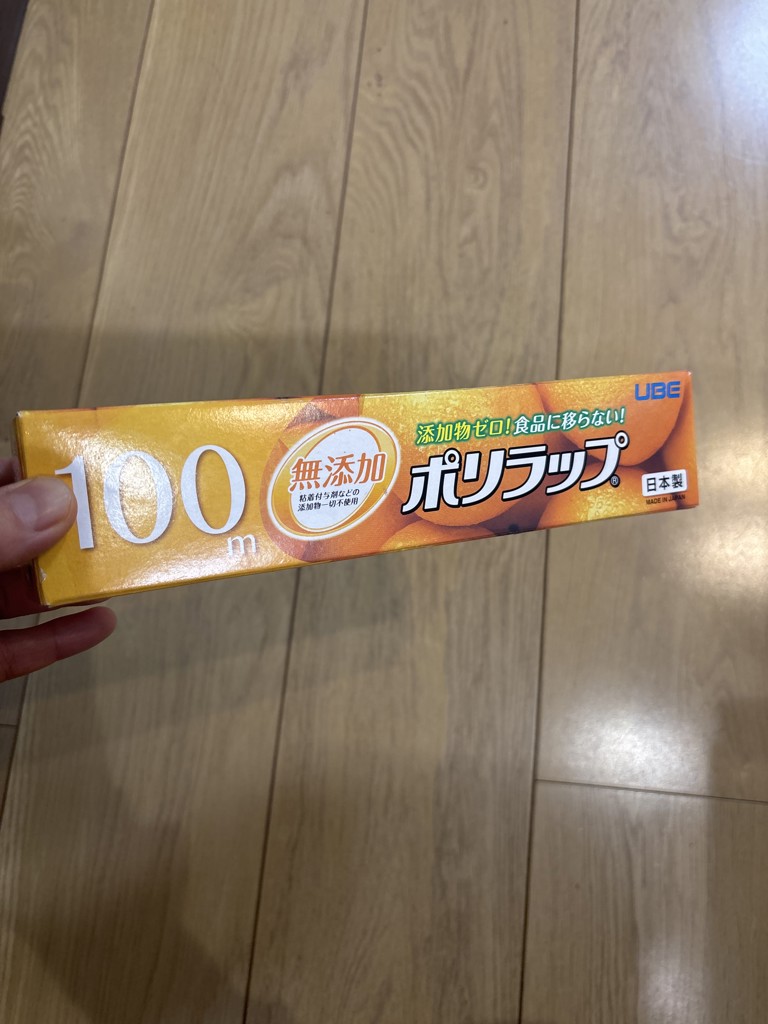 UBE
添加物ゼロ!食品に移らない!
100m
無添加
粘着付与剤などの
添加物一切不使用
ポリラップ®
日本製
MADE IN JAPAN